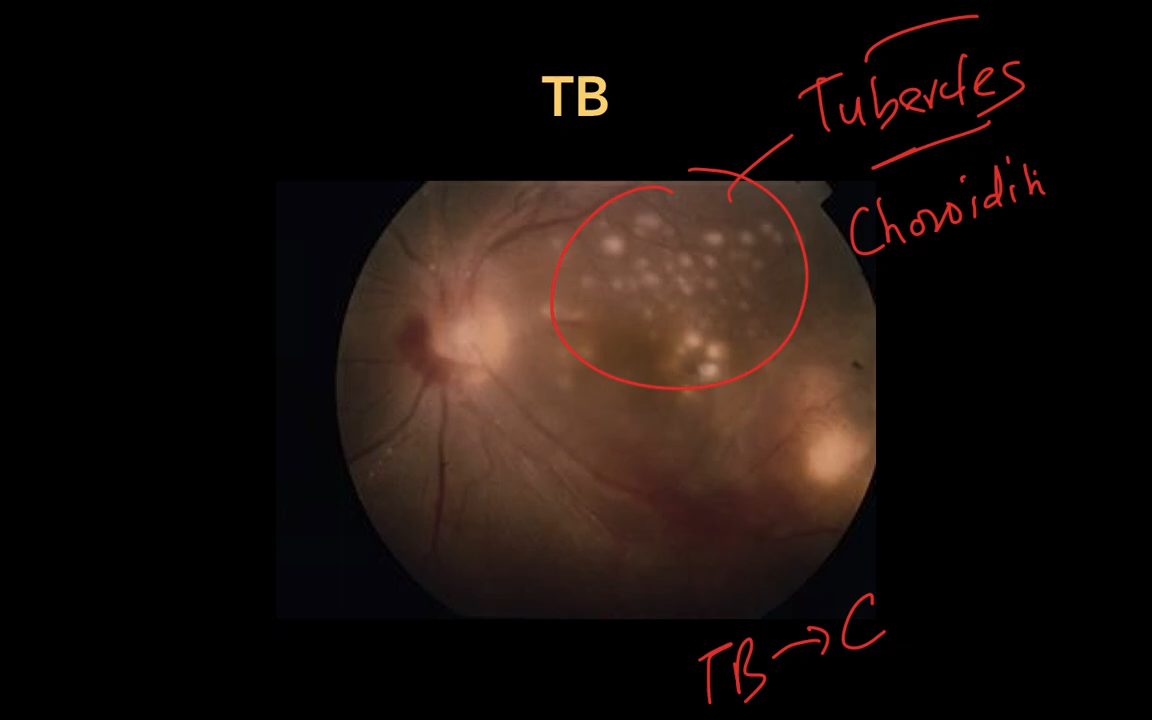 TB
Tubercles
Choroiditi
TB → C